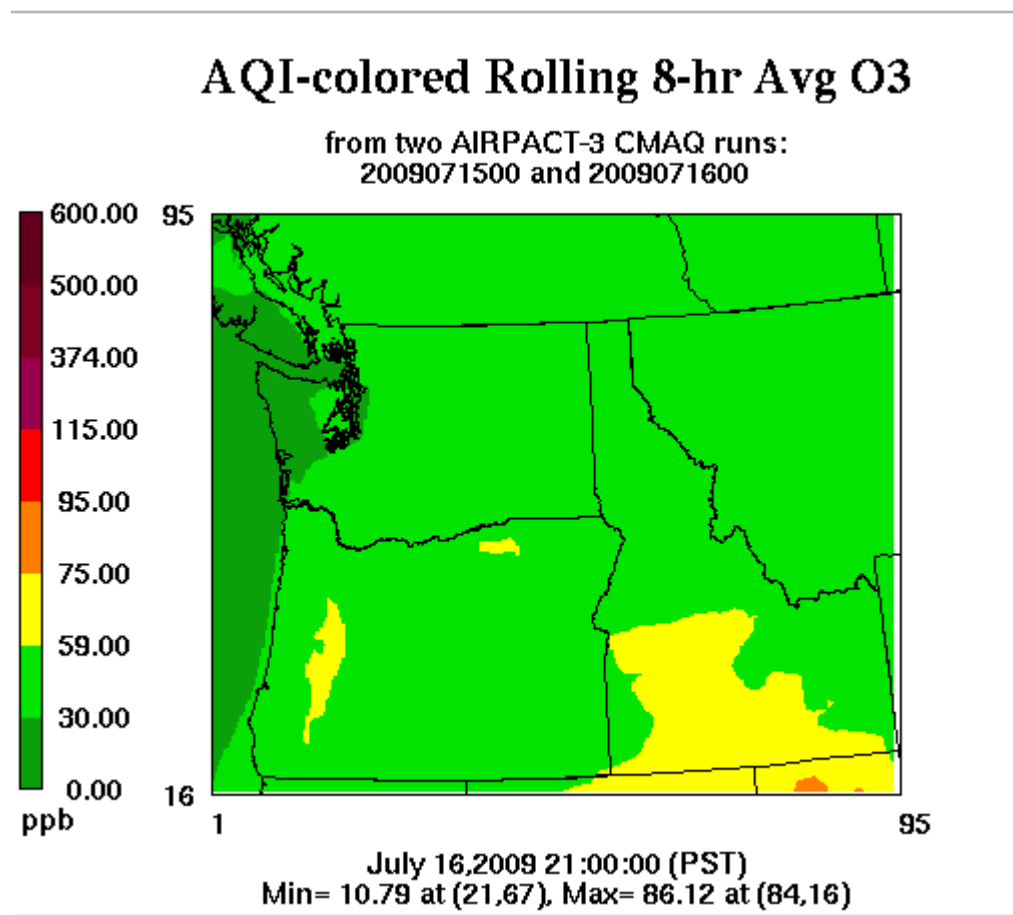 AQI-colored Rolling 8-hr Avg O3
from two AIRPACT-3 CMAQ runs:
2009071500 and 2009071600
600.00
500.00
374.00
115.00
95.00
75.00
59.00
30.00
0.00
ppb
95
16
1
95
July 16,2009 21:00:00 (PST)
Min= 10.79 at (21,67), Max= 86.12 at (84,16)